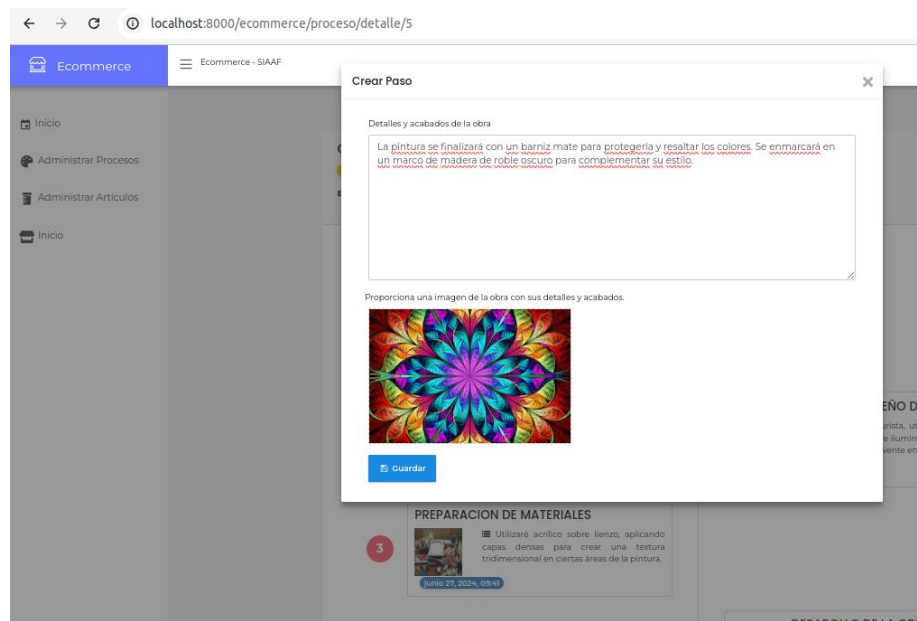 localhost:8000/ecommerce/proceso/detalle/5
Ecommerce
Ecommerce - SIAAF
Inicio
Administrar Procesos
Administrar Artículos
Inicio
Crear Paso
Detalles y acabados de la obra
La pintura se finalizará con un barniz mate para protegerla y resaltar los colores. Se enmarcará en
un marco de madera de roble oscuro para complementar su estilo.
Proporciona una imagen de la obra con sus detalles y acabados.
Guardar
PREPARACION DE MATERIALES
3
Utilizaré acrílico sobre lienzo, aplicando
capas densas para crear una textura
tridimensional en ciertas áreas de la pintura.
junio 27, 2024, 09:41